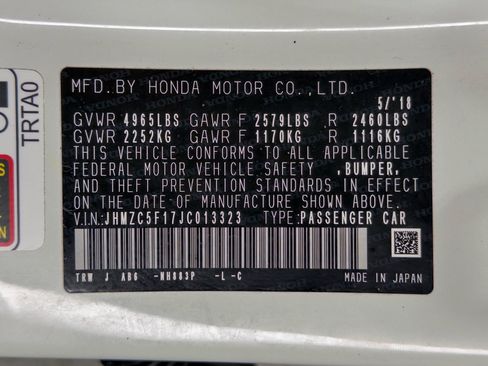 MFD.BY HONDA MOTOR CO.,LTD.
5/'18
GVWR 4965LBS GAWR F 2579LBS R 2460LBS
GVWR 2252KG GAWR F 1170KG R 1116KG
THIS VEHICLE CONFORMS TO ALL APPLICABLE
FEDERAL MOTOR VEHICLE SAFETY ,BUMPER,
AND THEFT PREVENTION STANDARDS IN EFFECT
ON THE DATE OF MANUFACTURE SHOWN ABOVE.
V.I.N:JHMZC5F17JC013323 TYPE:PASSENGER CAR
TRW J ABG -NH883P -L -C
MADE IN JAPAN
TRTA0